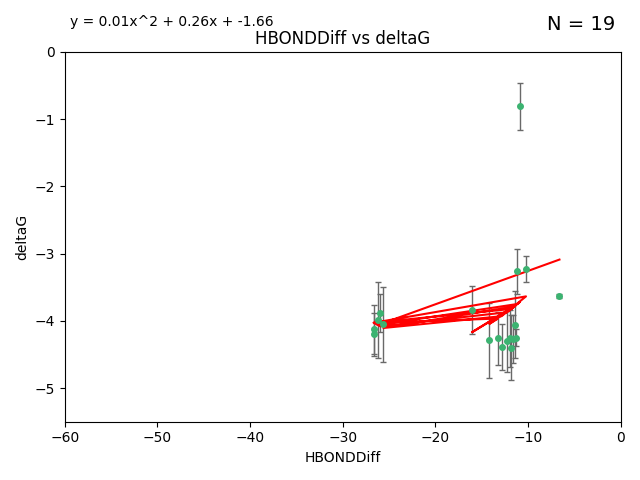 y = 0.01x^2 + 0.26x + -1.66
N = 19
HBONDDiff vs deltaG
0
−1
−2
−3
−4
−5
deltaG
−60
−50
−40
−30
−20
−10
0
HBONDDiff